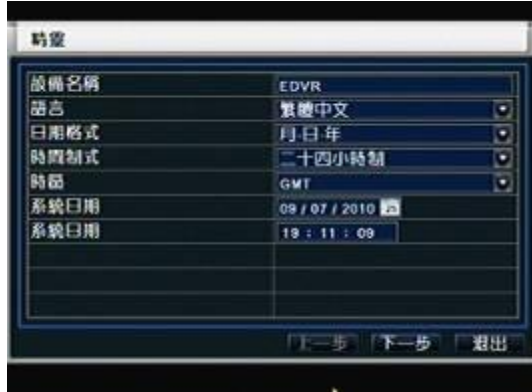 精靈
設備名稱 EDVR
語言 繁體中文
日期格式 月-日-年
時間制式 二十四小時制
時區 GMT
系統日期 09 / 07 / 2010
系統日期 19 : 11 : 09
上一步 下一步 退出